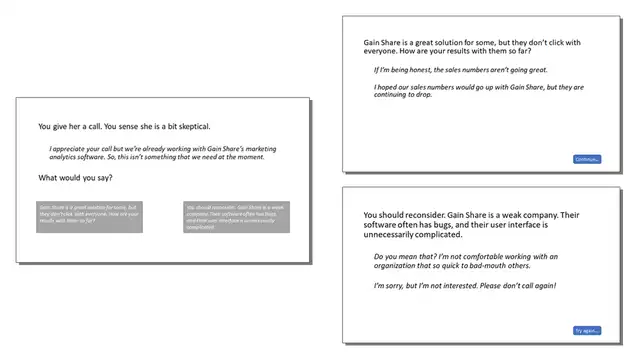 You give her a call. You sense she is a bit skeptical.
I appreciate your call but we're already working with Gain Share's marketing
analytics software. So, this isn't something that we need at the moment.
What would you say?
Gain Share is a great solution for some, but
they don't click with everyone. How are your
results with them so far?
You should reconsider. Gain Share is a weak
company. Their software often has bugs,
and their user interface is unnecessarily
complicated.
Gain Share is a great solution for some, but they don't click with
everyone. How are your results with them so far?
If I'm being honest, the sales numbers aren't going great.
I hoped our sales numbers would go up with Gain Share, but they are
continuing to drop.
Continue...
You should reconsider. Gain Share is a weak company. Their
software often has bugs, and their user interface is
unnecessarily complicated.
Do you mean that? I'm not comfortable working with an
organization that so quick to bad-mouth others.
I'm sorry, but I'm not interested. Please don't call again!
Try again...